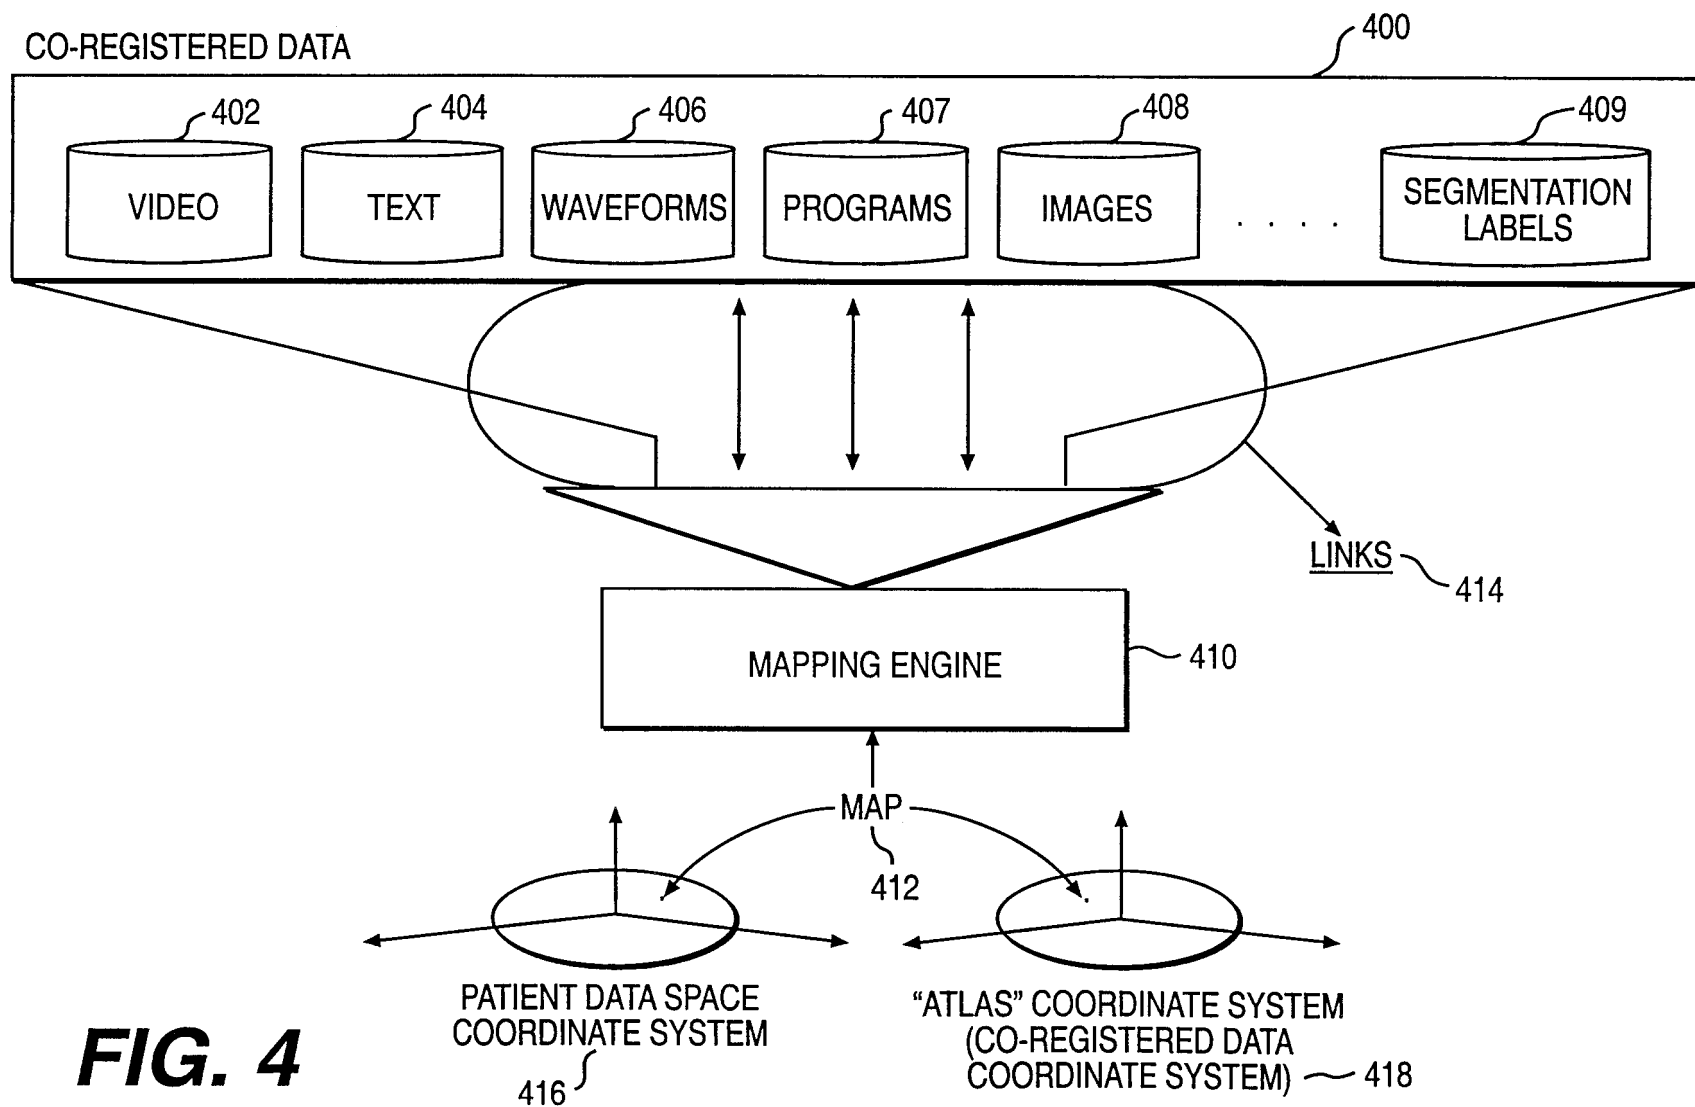 400
CO-REGISTERED DATA
402
404
406
407
408
409
VIDEO
TEXT
WAVEFORMS
PROGRAMS
IMAGES
. . . .
SEGMENTATION
LABELS
LINKS
414
MAPPING ENGINE
410
MAP
412
PATIENT DATA SPACE
COORDINATE SYSTEM
416
“ATLAS” COORDINATE SYSTEM
(CO-REGISTERED DATA
COORDINATE SYSTEM)
418
FIG. 4